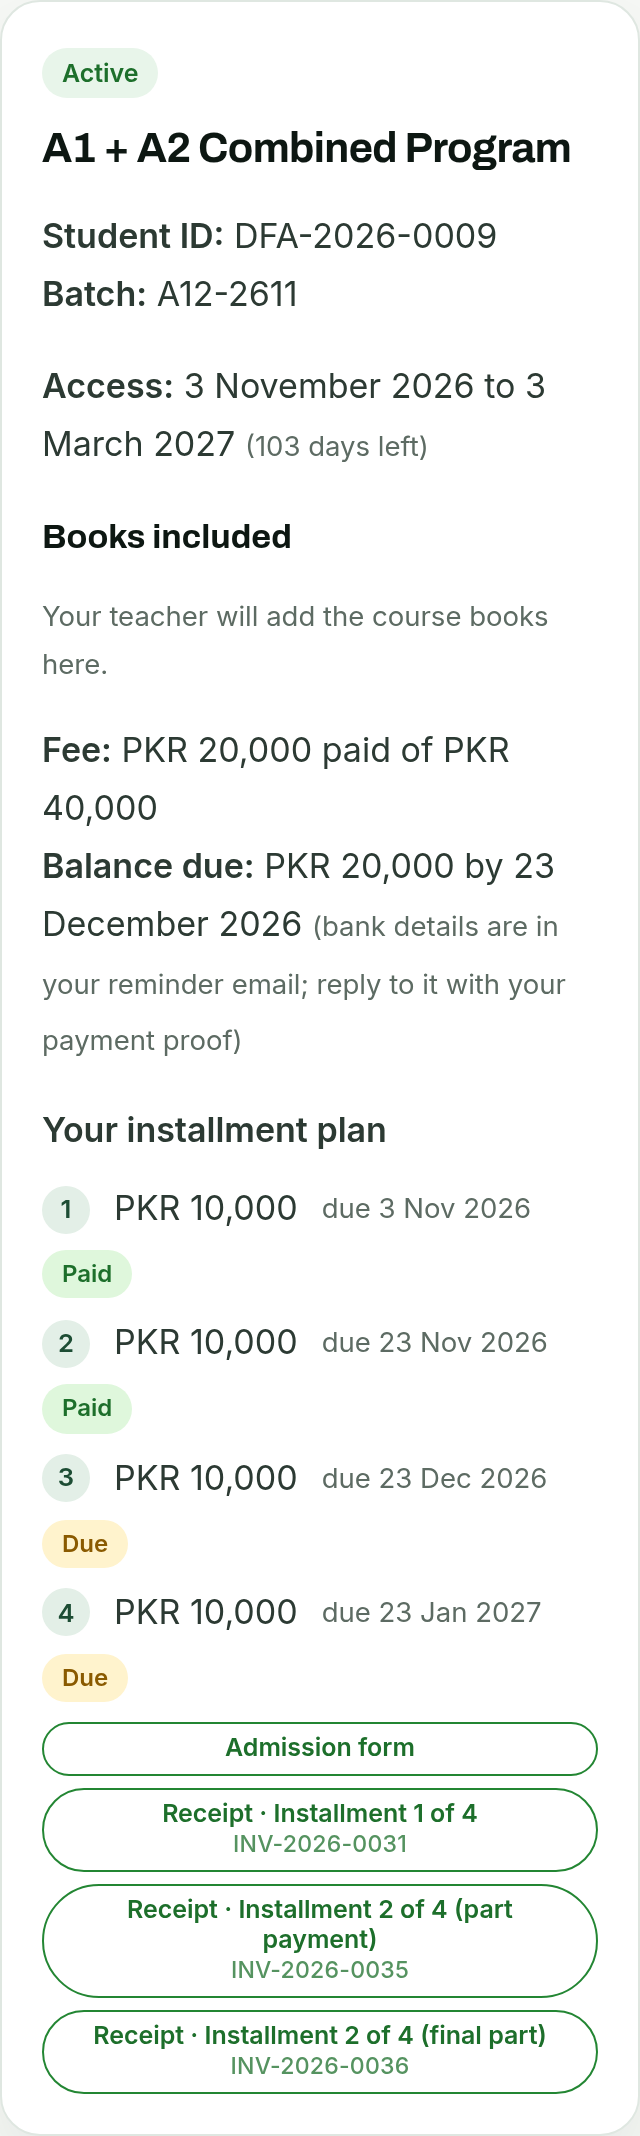 Active
A1 + A2 Combined Program
Student ID: DFA-2026-0009
Batch: A12-2611
Access: 3 November 2026 to 3
March 2027 (103 days left)
Books included
Your teacher will add the course books
here.
Fee: PKR 20,000 paid of PKR
40,000
Balance due: PKR 20,000 by 23
December 2026 (bank details are in
your reminder email; reply to it with your
payment proof)
Your installment plan
1 PKR 10,000 due 3 Nov 2026
Paid
2 PKR 10,000 due 23 Nov 2026
Paid
3 PKR 10,000 due 23 Dec 2026
Due
4 PKR 10,000 due 23 Jan 2027
Due
Admission form
Receipt · Installment 1 of 4
INV-2026-0031
Receipt · Installment 2 of 4 (part
payment)
INV-2026-0035
Receipt · Installment 2 of 4 (final part)
INV-2026-0036